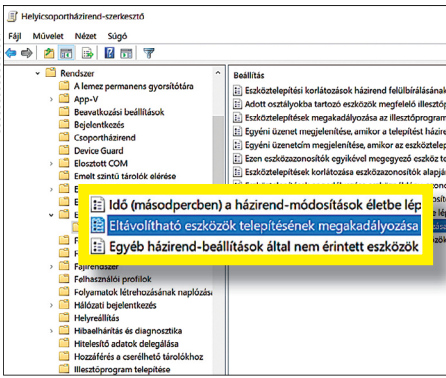 Helyicsoportházirend-szerkesztő
Fájl Művelet Nézet Súgó
Rendszer
A lemez permanens gyorsítótára
App-V
Beavatkozási beállítások
Bejelentkezés
Csoportházirend
Device Guard
Elosztott COM
Emelt szintű tárolók elérése
Fájlrendszer
Felhasználói profilok
Folyamatok létrehozásának naplózása
Hálózati bejelentkezés
Helyreállítás
Hibaelhárítás és diagnosztika
Hitelesítő adatok delegálása
Hozzáférés a cserélhető tárolókhoz
Illesztőprogram telepítése
Beállítás
Eszköztelepítési korlátozások házirend felülbírálásának
Adott osztályokba tartozó eszközök megfelelő illesztőp
Eszköztelepítések megakadályozása az illesztőprogram
Egyéni üzenet megjelenítése, amikor a telepítést házire
Egyéni üzenetcím megjelenítése, amikor az eszköztelep
Ezen eszközazonosítók egyikével megegyező eszköz te
Eszköztelepítések korlátozása eszközazonosítók alapjá
Idő (másodpercben) a házirend-módosítások életbe lép
Eltávolítható eszközök telepítésének megakadályozása
Egyéb házirend-beállítások által nem érintett eszközök